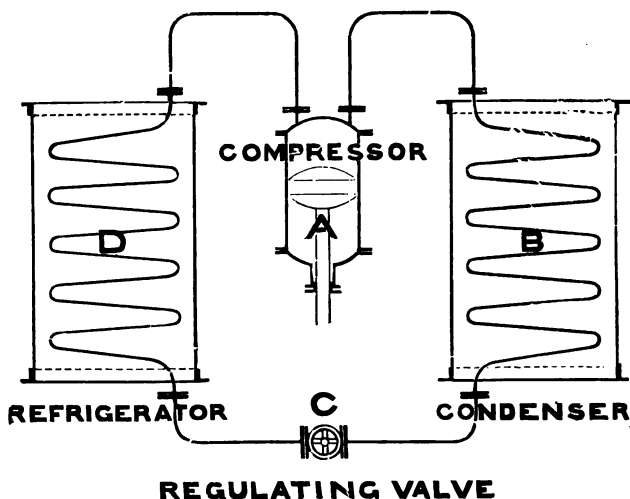 COMPRESSOR
A
D
B
REFRIGERATOR
C
CONDENSER
REGULATING VALVE